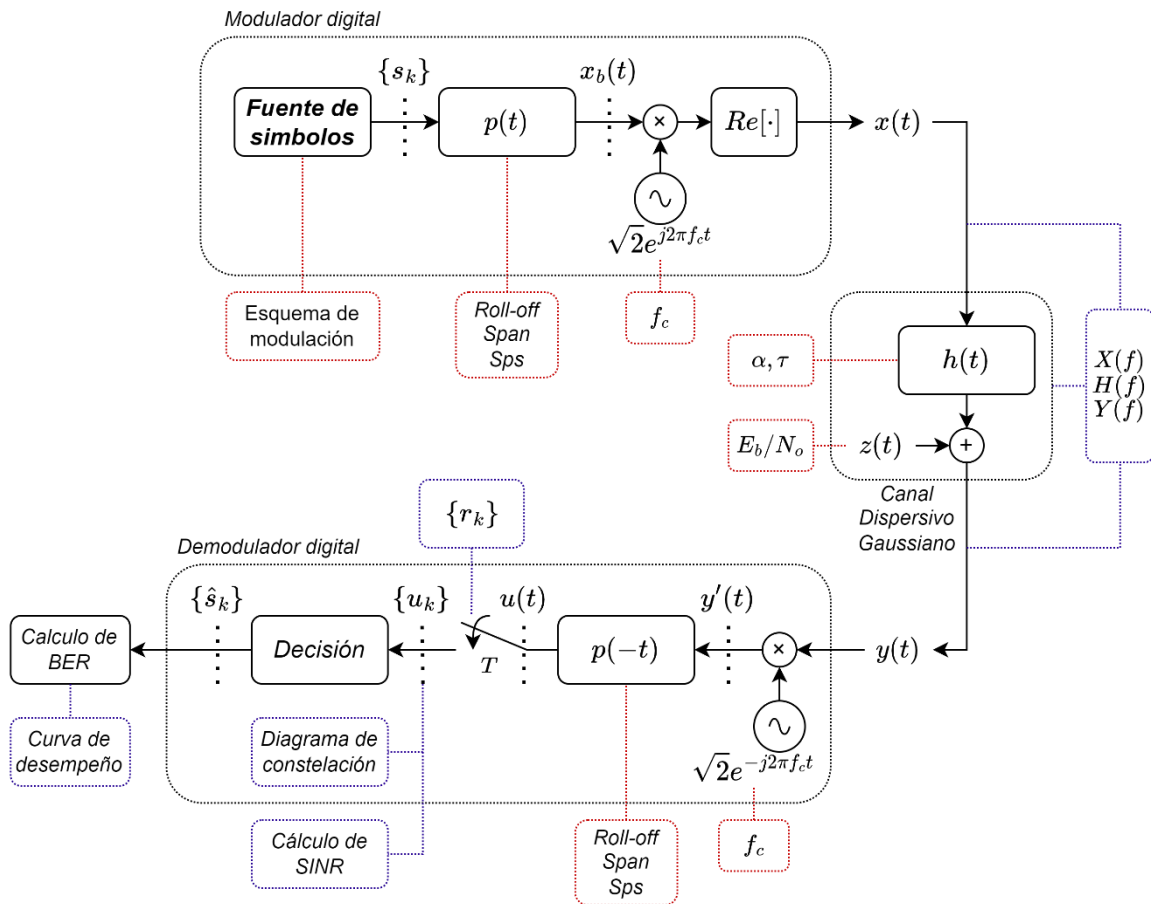 Modulador digital
{s_k}
x_b(t)
Fuente de
simbolos
p(t)
×
Re[·]
x(t)
√2e^{j2πf_ct}
Esquema de
modulación
Roll-off
Span
Sps
f_c
α, τ
h(t)
X(f)
H(f)
Y(f)
E_b/N_o
z(t)
+
Canal
Dispersivo
Gaussiano
{r_k}
Demodulador digital
{ŝ_k}
{u_k}
u(t)
y′(t)
Calculo de
BER
Decisión
T
p(−t)
×
y(t)
Curva de
desempeño
Diagrama de
constelación
√2e^{−j2πf_ct}
Cálculo de
SINR
Roll-off
Span
Sps
f_c